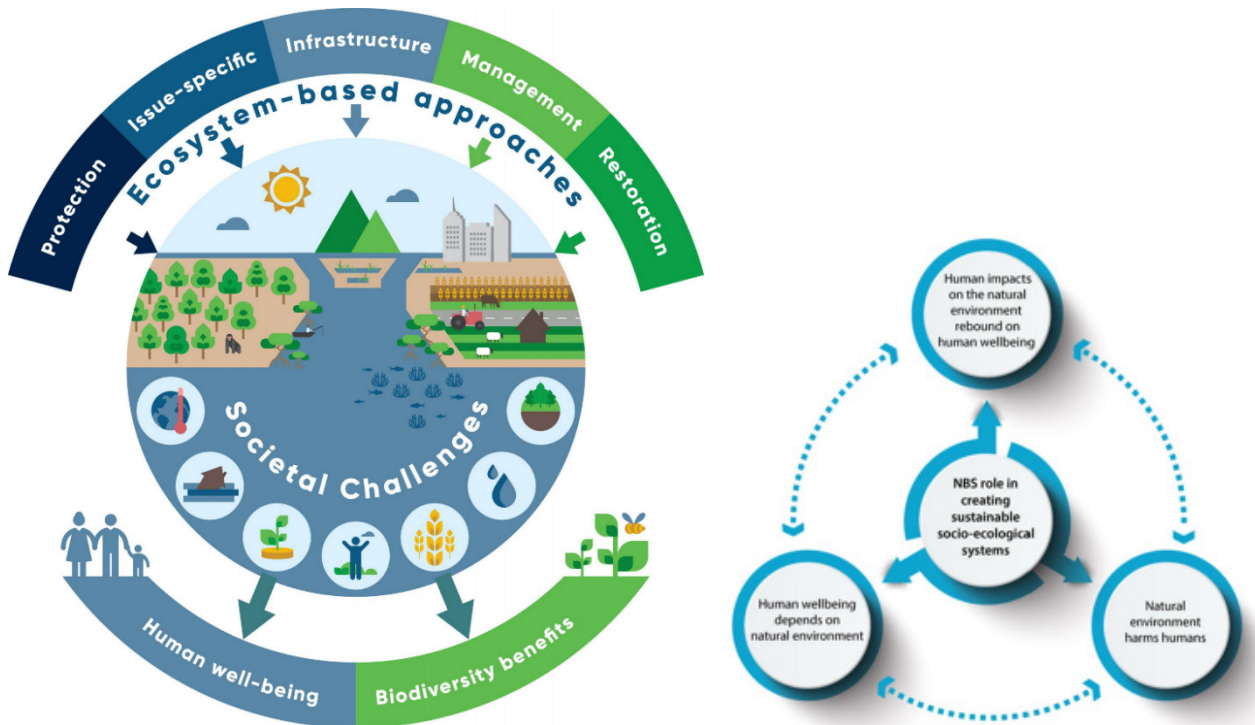 Protection
Issue-specific
Infrastructure
Management
Restoration
Ecosystem-based approaches
Societal Challenges
Human well-being
Biodiversity benefits
Human impacts
on the natural
environment
rebound on
human wellbeing
NBS role in
creating
sustainable
socio-ecological
systems
Human wellbeing
depends on
natural environment
Natural
environment
harms humans